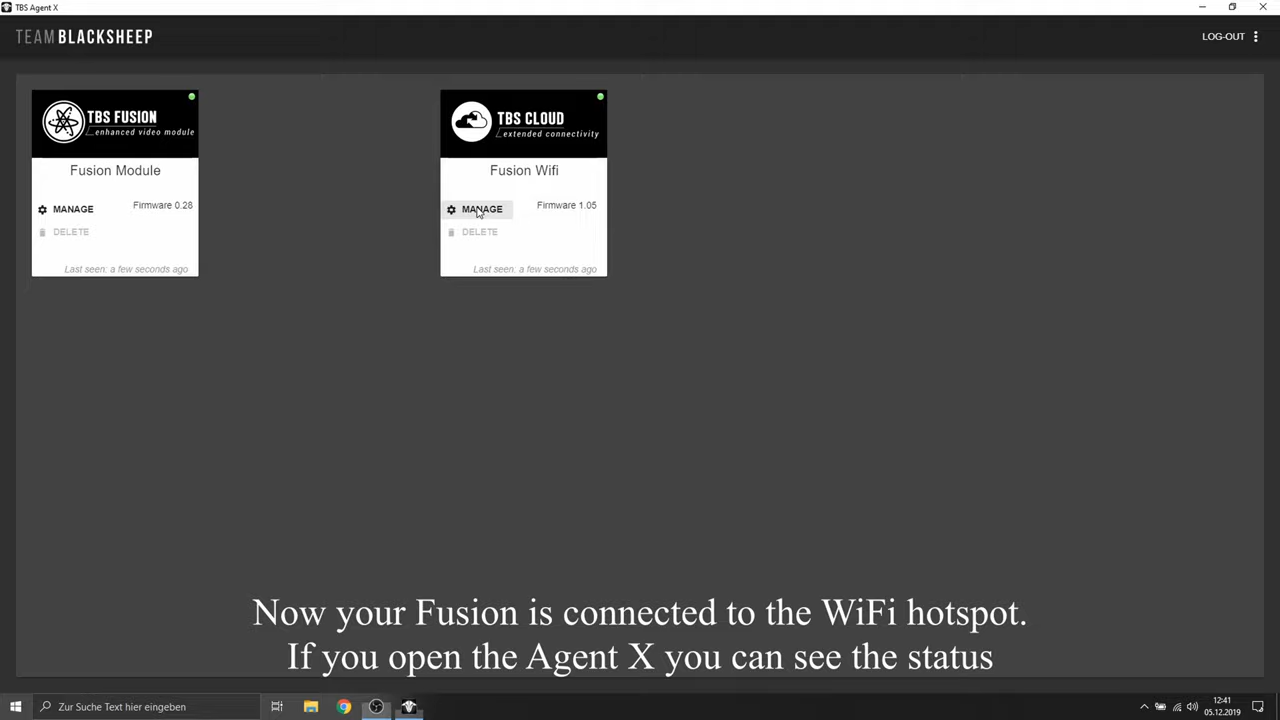 TBS Agent X
TEAMBLACKSHEEP
LOG-OUT
TBS FUSION
enhanced video module
Fusion Module
MANAGE
Firmware 0.28
DELETE
Last seen: a few seconds ago
TBS CLOUD
extended connectivity
Fusion Wifi
MANAGE
Firmware 1.05
DELETE
Last seen: a few seconds ago
Now your Fusion is connected to the WiFi hotspot.
If you open the Agent X you can see the status
Zur Suche Text hier eingeben
12:41
05.12.2019